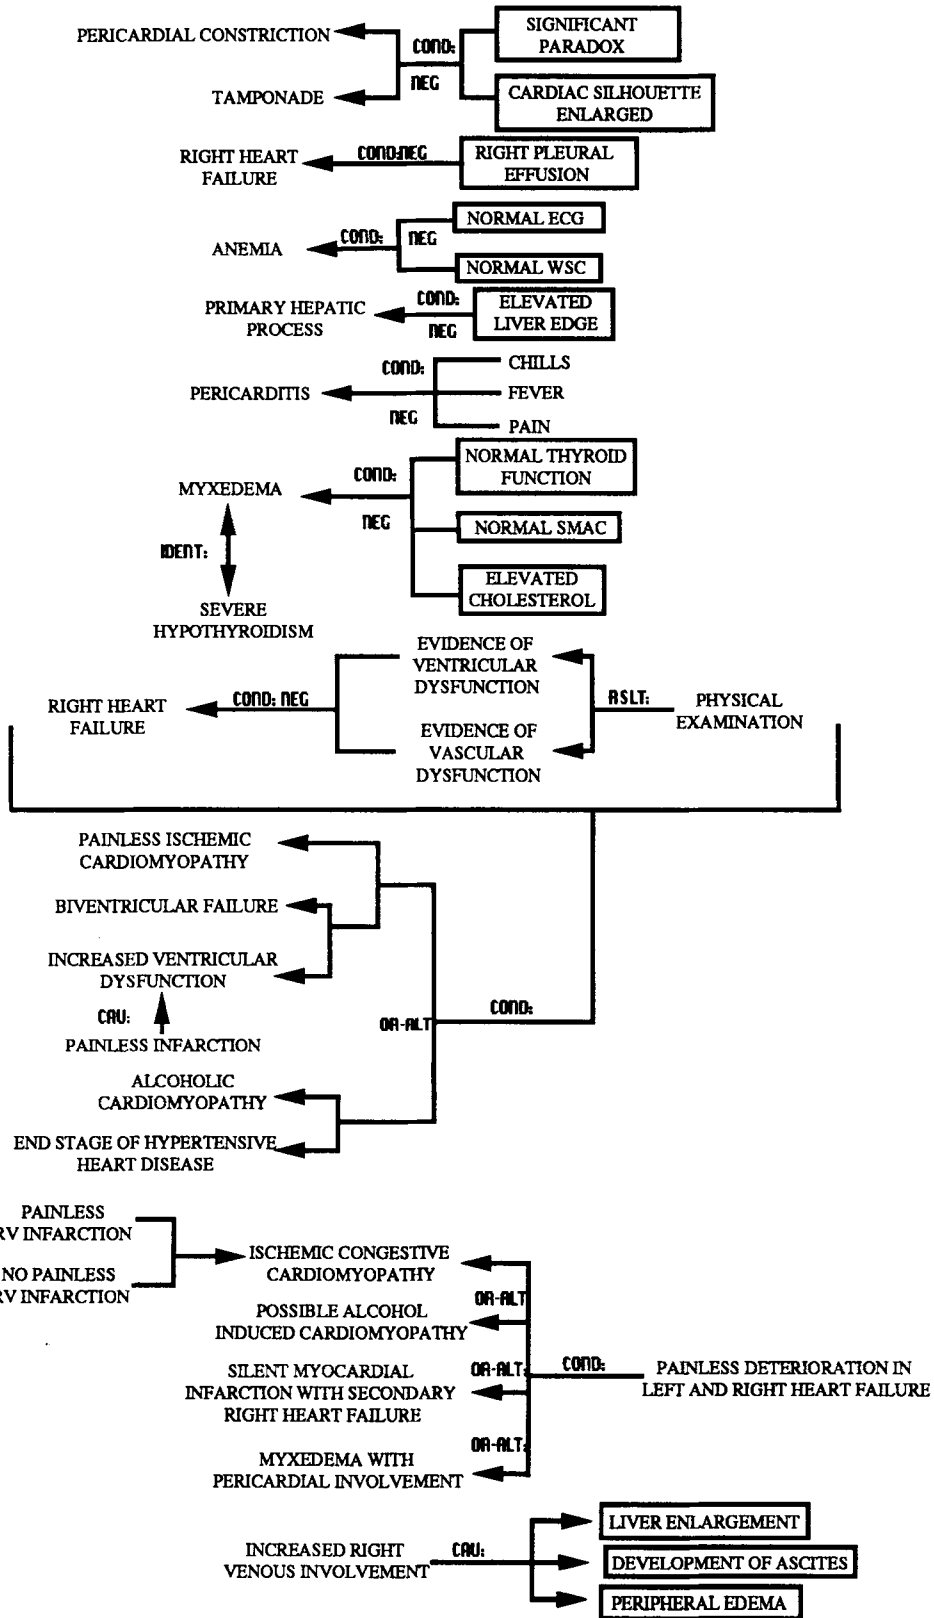 PERICARDIAL CONSTRICTION
COND:
SIGNIFICANT
PARADOX
TAMPONADE
NEG
CARDIAC SILHOUETTE
ENLARGED
RIGHT HEART
FAILURE
COND:NEG
RIGHT PLEURAL
EFFUSION
ANEMIA
COND:
NEG
NORMAL ECG
NORMAL WSC
PRIMARY HEPATIC
PROCESS
COND:
NEG
ELEVATED
LIVER EDGE
PERICARDITIS
COND:
NEG
CHILLS
FEVER
PAIN
MYXEDEMA
COND:
NEG
NORMAL THYROID
FUNCTION
NORMAL SMAC
ELEVATED
CHOLESTEROL
IDENT:
SEVERE
HYPOTHYROIDISM
RIGHT HEART
FAILURE
COND: NEG
EVIDENCE OF
VENTRICULAR
DYSFUNCTION
EVIDENCE OF
VASCULAR
DYSFUNCTION
RSLT:
PHYSICAL
EXAMINATION
PAINLESS ISCHEMIC
CARDIOMYOPATHY
BIVENTRICULAR FAILURE
INCREASED VENTRICULAR
DYSFUNCTION
CAU:
PAINLESS INFARCTION
OR-ALT
COND:
ALCOHOLIC
CARDIOMYOPATHY
END STAGE OF HYPERTENSIVE
HEART DISEASE
PAINLESS
RV INFARCTION
NO PAINLESS
RV INFARCTION
ISCHEMIC CONGESTIVE
CARDIOMYOPATHY
OR-ALT
POSSIBLE ALCOHOL
INDUCED CARDIOMYOPATHY
OR-ALT:
SILENT MYOCARDIAL
INFARCTION WITH SECONDARY
RIGHT HEART FAILURE
OR-ALT:
MYXEDEMA WITH
PERICARDIAL INVOLVEMENT
COND:
PAINLESS DETERIORATION IN
LEFT AND RIGHT HEART FAILURE
INCREASED RIGHT
VENOUS INVOLVEMENT
CAU:
LIVER ENLARGEMENT
DEVELOPMENT OF ASCITES
PERIPHERAL EDEMA